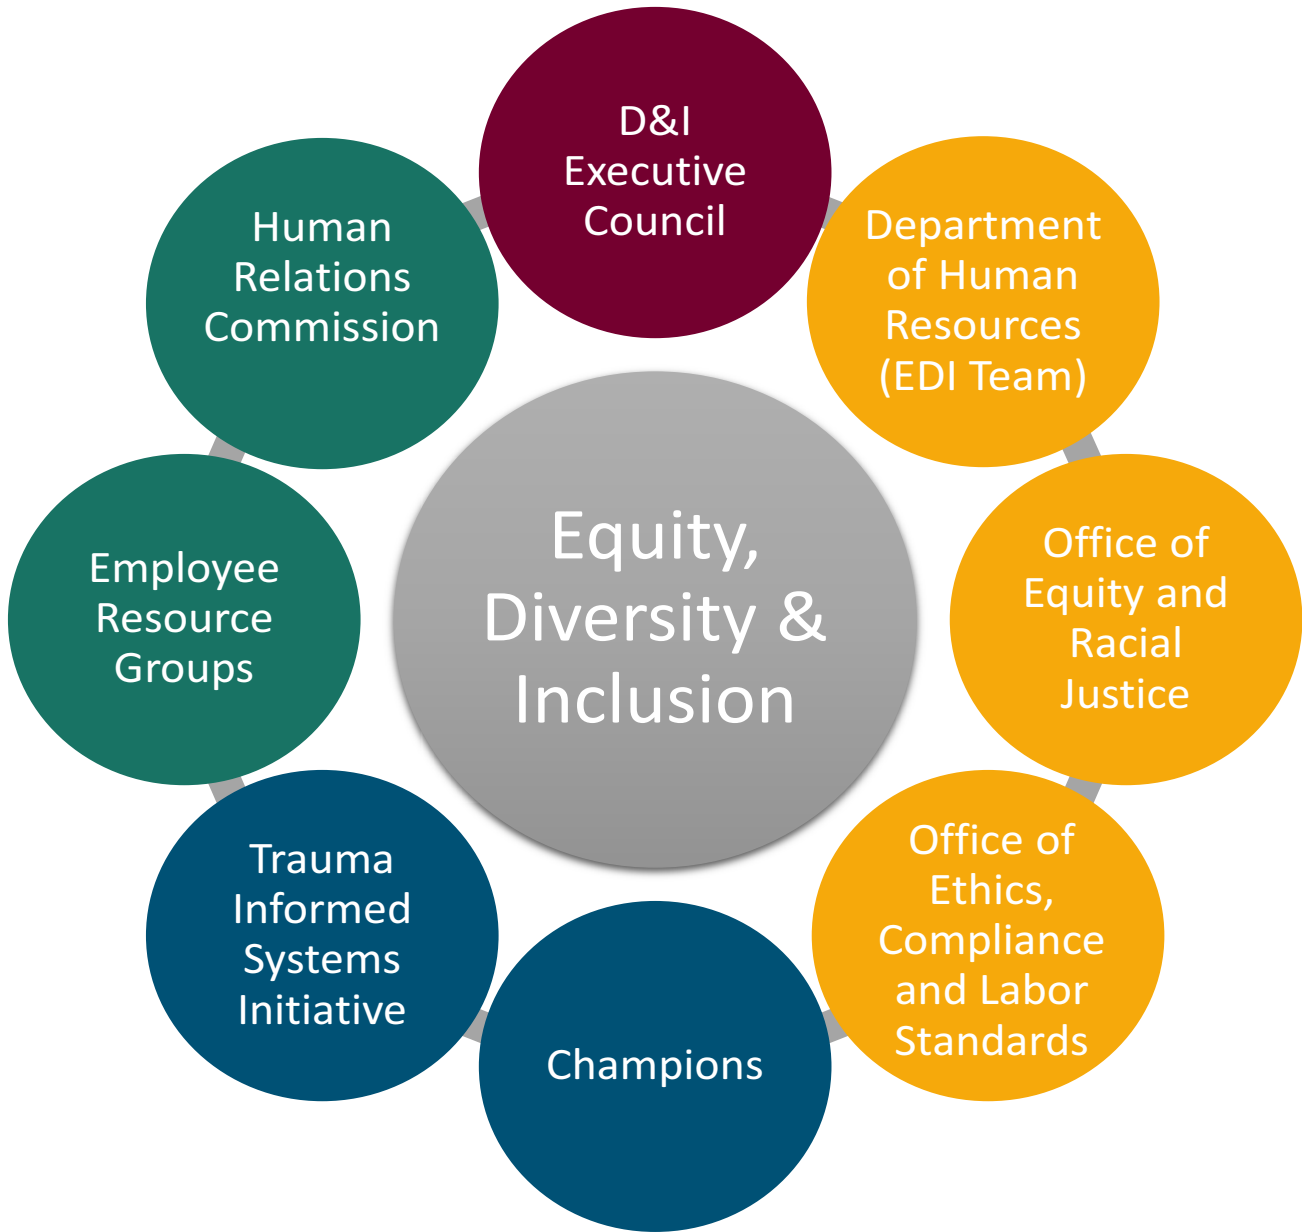 D&I
Executive
Council
Department
of Human
Resources
(EDI Team)
Office of
Equity and
Racial
Justice
Office of
Ethics,
Compliance
and Labor
Standards
Champions
Trauma
Informed
Systems
Initiative
Employee
Resource
Groups
Human
Relations
Commission
Equity,
Diversity &
Inclusion